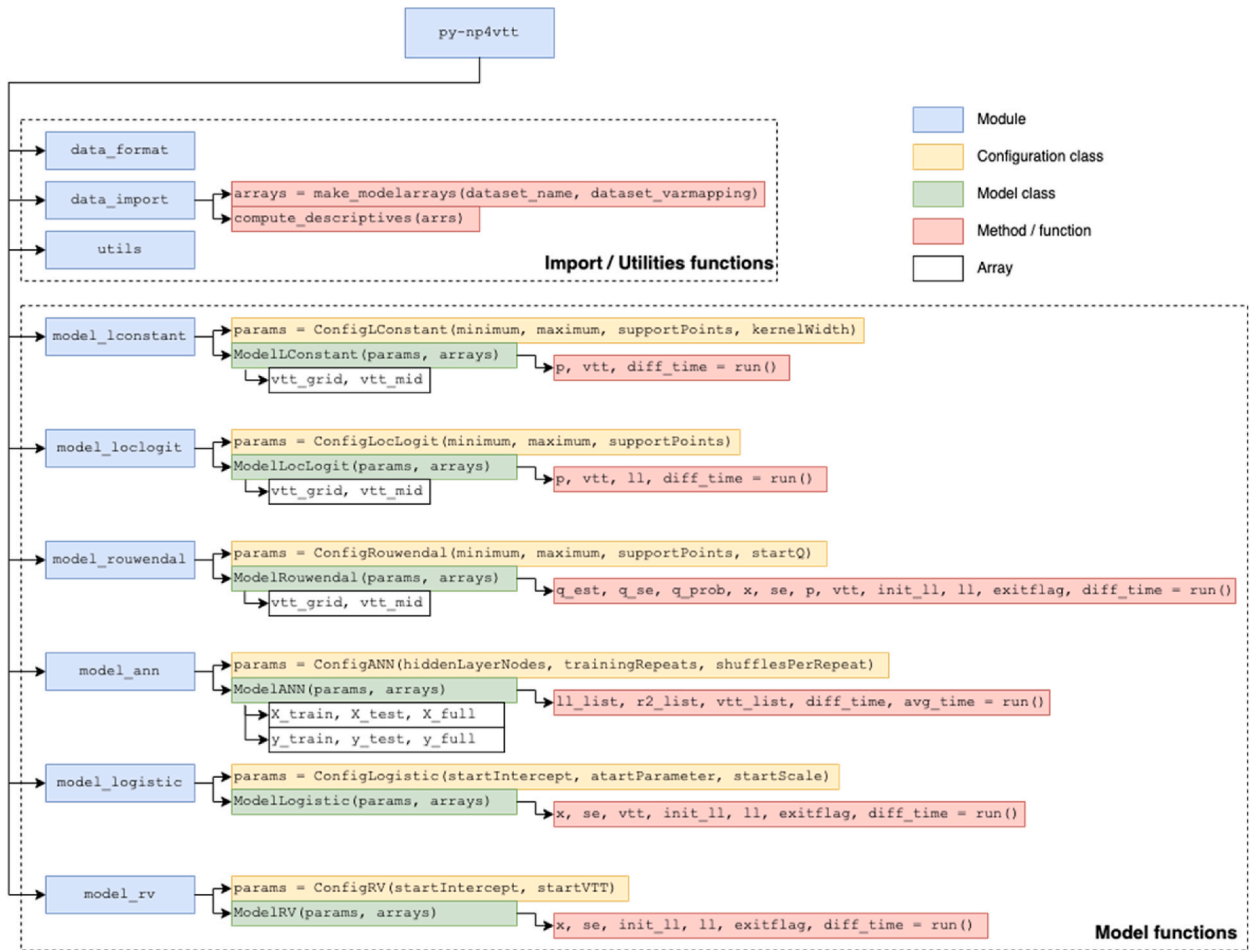 py-np4vtt
data_format
data_import
arrays = make_modelarrays(dataset_name, dataset_varmapping)
compute_descriptives(arrs)
utils
Import / Utilities functions
Module
Configuration class
Model class
Method / function
Array
model_lconstant
params = ConfigLConstant(minimum, maximum, supportPoints, kernelWidth)
ModelLConstant(params, arrays)
p, vtt, diff_time = run()
vtt_grid, vtt_mid
model_loclogit
params = ConfigLocLogit(minimum, maximum, supportPoints)
ModelLocLogit(params, arrays)
p, vtt, ll, diff_time = run()
vtt_grid, vtt_mid
model_rouwendal
params = ConfigRouwendal(minimum, maximum, supportPoints, startQ)
ModelRouwendal(params, arrays)
q_est, q_se, q_prob, x, se, p, vtt, init_ll, ll, exitflag, diff_time = run()
vtt_grid, vtt_mid
model_ann
params = ConfigANN(hiddenLayerNodes, trainingRepeats, shufflesPerRepeat)
ModelANN(params, arrays)
ll_list, r2_list, vtt_list, diff_time, avg_time = run()
X_train, X_test, X_full
y_train, y_test, y_full
model_logistic
params = ConfigLogistic(startIntercept, atartParameter, startScale)
ModelLogistic(params, arrays)
x, se, vtt, init_ll, ll, exitflag, diff_time = run()
model_rv
params = ConfigRV(startIntercept, startVTT)
ModelRV(params, arrays)
x, se, init_ll, ll, exitflag, diff_time = run()
Model functions